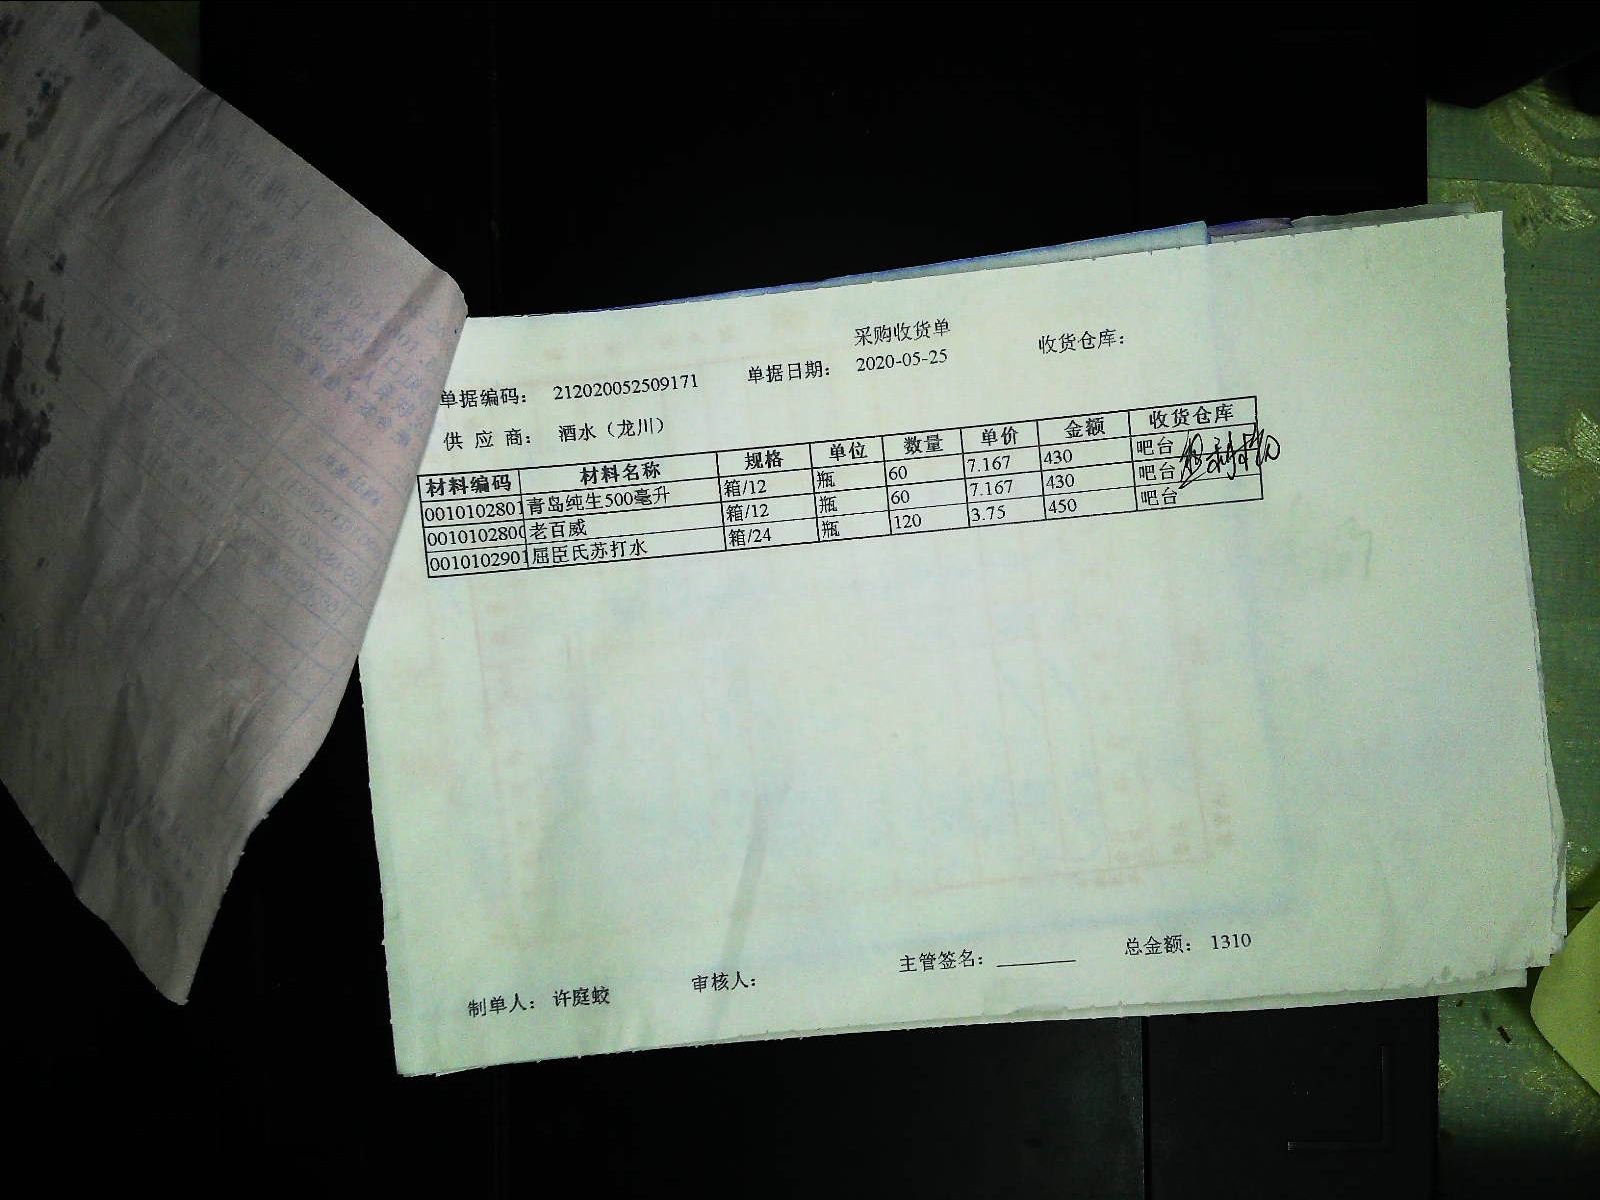 采购收货单
单据编码： 212020052509171 单据日期： 2020-05-25 收货仓库：
供 应 商： 酒水（龙川）
材料编码 材料名称 规格 单位 数量 单价 金额 收货仓库
0010102801 青岛纯生500毫升 箱/12 瓶 60 7.167 430 吧台
0010102800 老百威 箱/12 瓶 60 7.167 430 吧台
0010102901 屈臣氏苏打水 箱/24 瓶 120 3.75 450 吧台
制单人： 许庭蛟 审核人： 主管签名： 总金额： 1310